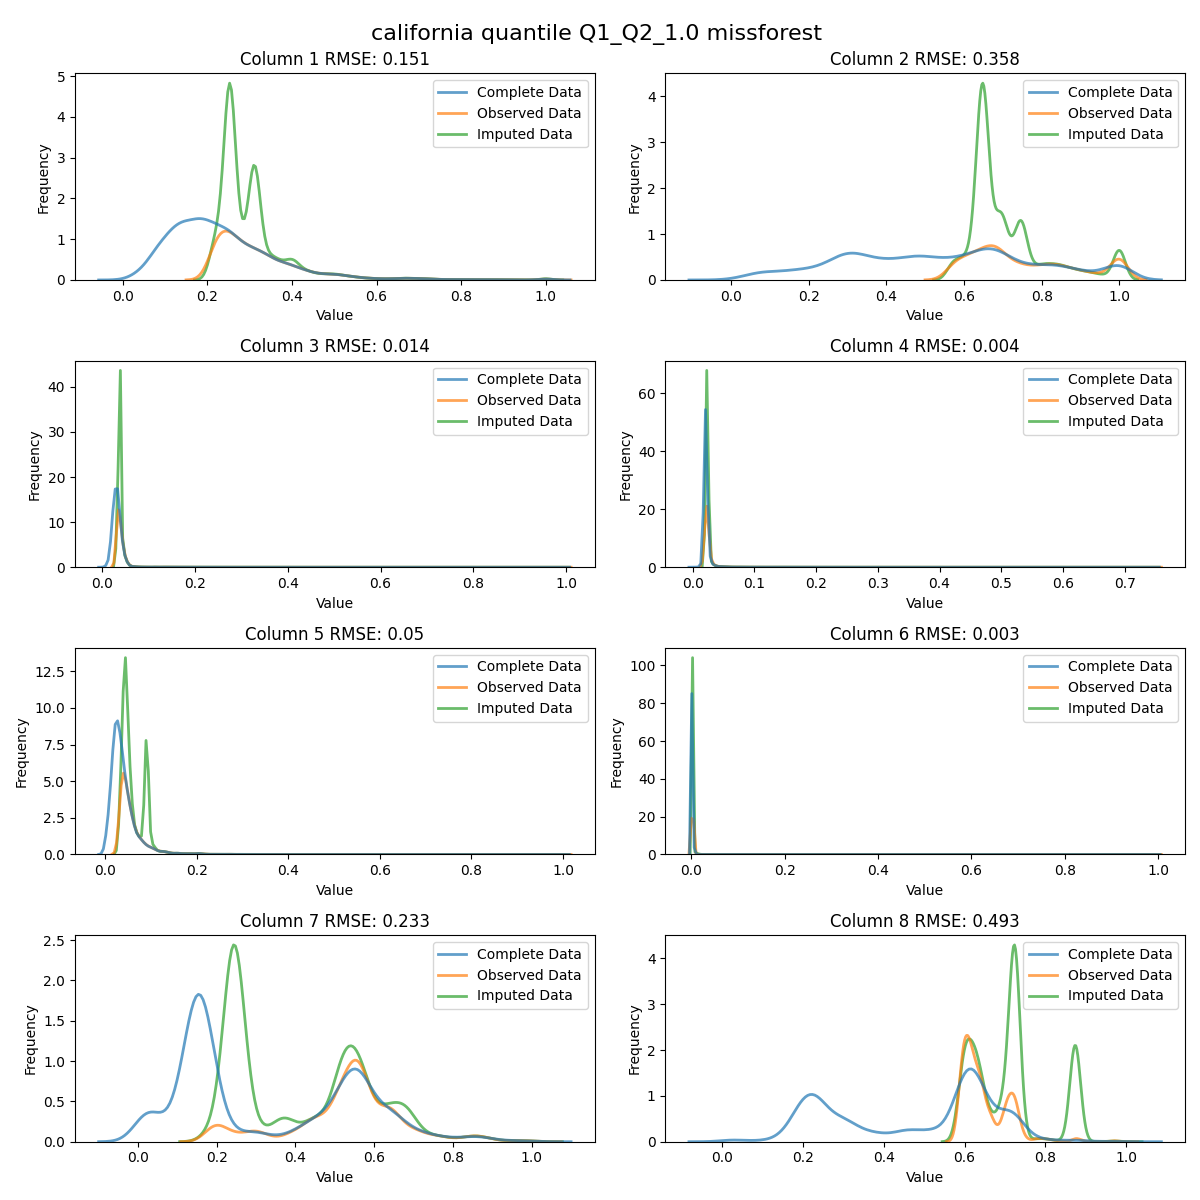 california quantile Q1_Q2_1.0 missforest
Column 1 RMSE: 0.151
Frequency
5
4
3
2
1
0
0.0 0.2 0.4 0.6 0.8 1.0
Value
Complete Data
Observed Data
Imputed Data
Column 2 RMSE: 0.358
Frequency
4
3
2
1
0
0.0 0.2 0.4 0.6 0.8 1.0
Value
Complete Data
Observed Data
Imputed Data
Column 3 RMSE: 0.014
Frequency
40
30
20
10
0
0.0 0.2 0.4 0.6 0.8 1.0
Value
Complete Data
Observed Data
Imputed Data
Column 4 RMSE: 0.004
Frequency
60
40
20
0
0.0 0.1 0.2 0.3 0.4 0.5 0.6 0.7
Value
Complete Data
Observed Data
Imputed Data
Column 5 RMSE: 0.05
Frequency
12.5
10.0
7.5
5.0
2.5
0.0
0.0 0.2 0.4 0.6 0.8 1.0
Value
Complete Data
Observed Data
Imputed Data
Column 6 RMSE: 0.003
Frequency
100
80
60
40
20
0
0.0 0.2 0.4 0.6 0.8 1.0
Value
Complete Data
Observed Data
Imputed Data
Column 7 RMSE: 0.233
Frequency
2.5
2.0
1.5
1.0
0.5
0.0
0.0 0.2 0.4 0.6 0.8 1.0
Value
Complete Data
Observed Data
Imputed Data
Column 8 RMSE: 0.493
Frequency
4
3
2
1
0
0.0 0.2 0.4 0.6 0.8 1.0
Value
Complete Data
Observed Data
Imputed Data